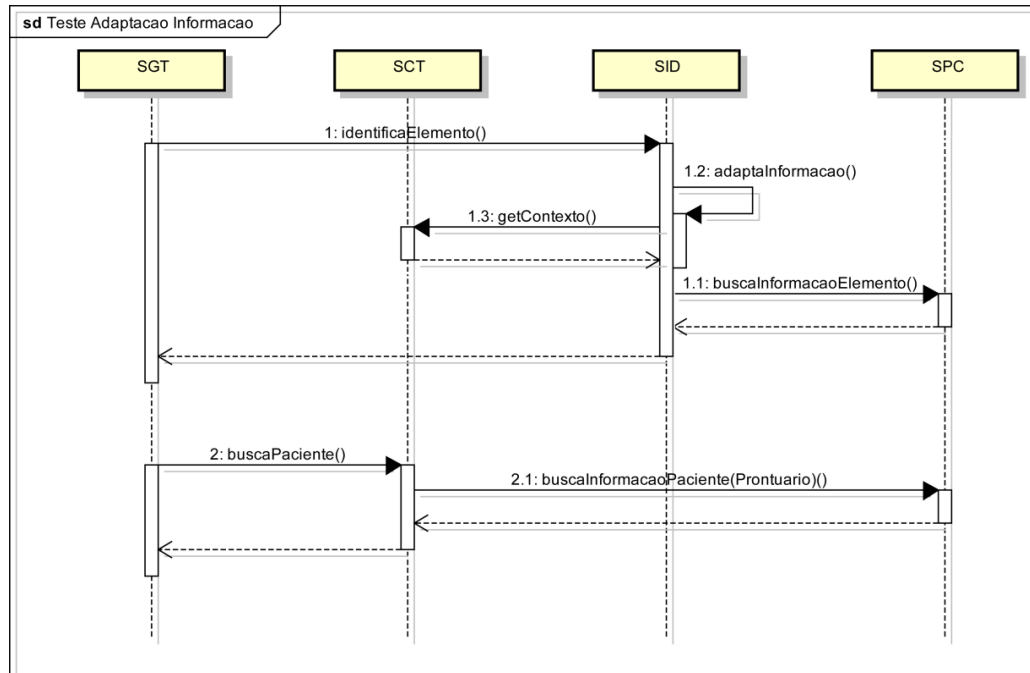 sd Teste Adaptacao Informacao
SGT
SCT
SID
SPC
1: identificaElemento()
1.2: adaptaInformacao()
1.3: getContexto()
1.1: buscaInformacaoElemento()
2: buscaPaciente()
2.1: buscaInformacaoPaciente(Prontuario)()